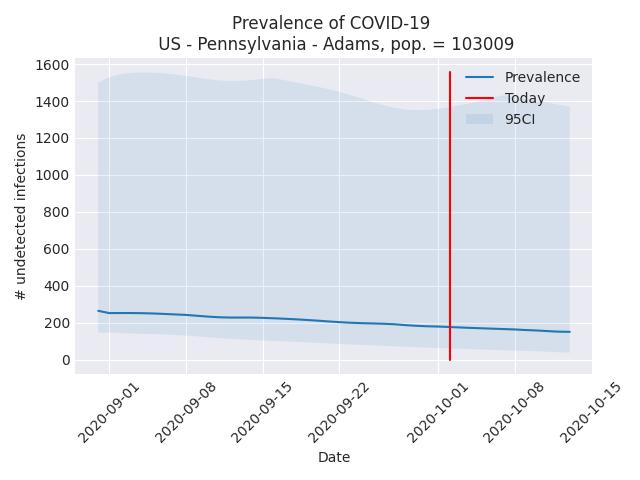 Prevalence of COVID-19
US - Pennsylvania - Adams, pop. = 103009
Prevalence
Today
95CI
# undetected infections
1600
1400
1200
1000
800
600
400
200
0
2020-09-01
2020-09-08
2020-09-15
2020-09-22
2020-10-01
2020-10-08
2020-10-15
Date